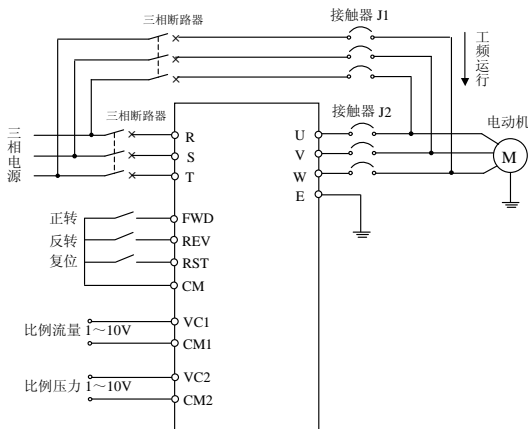 三相断路器
接触器 J1
工频运行
三相断路器
接触器 J2
电动机
三相电源
R
S
T
U
V
W
E
M
正转
FWD
反转
REV
复位
RST
CM
VC1
比例流量 1～10V
CM1
VC2
比例压力 1～10V
CM2